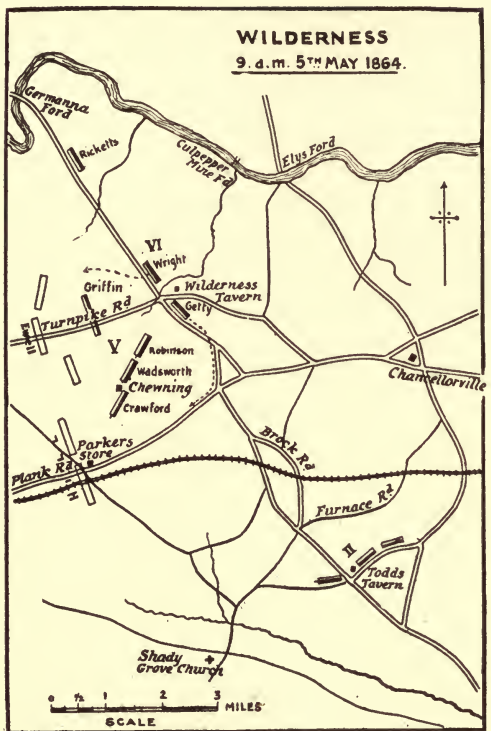 WILDERNESS
9. a.m. 5TH MAY 1864.
Germanna
Ford
Ricketts
Culpepper
Mine Fd
Elys Ford
VI
Wright
Griffin
Wilderness
Tavern
Getty
Ewell
Turnpike Rd
V
Robinson
Wadsworth
Chewning
Crawford
Chancellorville
Brock Rd
Parkers
Store
Plank Rd
Furnace Rd
II
Todds
Tavern
Shady
Grove Church
0 ½ 1 2 3 MILES
SCALE